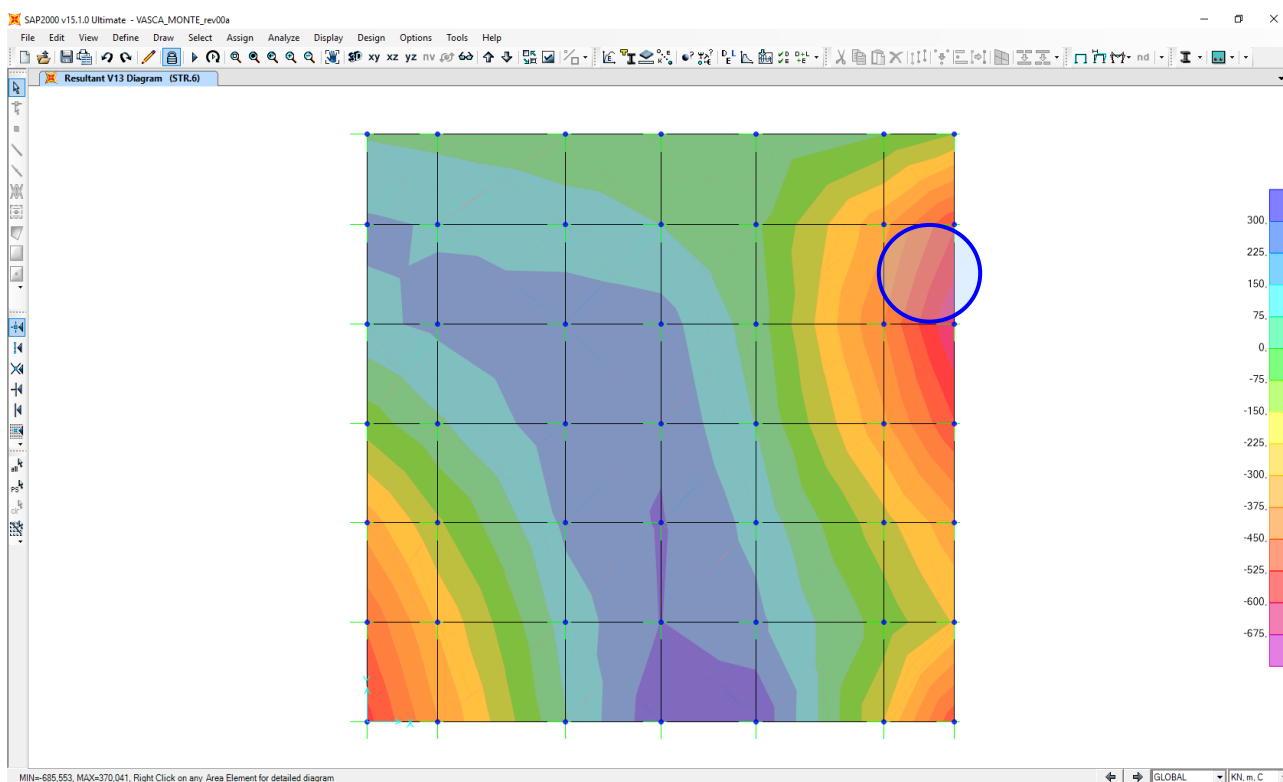 SAP2000 v15.1.0 Ultimate - VASCA_MONTE_rev00a
File Edit View Define Draw Select Assign Analyze Display Design Options Tools Help
xy xz yz nv nd
Resultant V13 Diagram (STR.6)
all
PS
clr
300,
225,
150,
75,
0,
-75,
-150,
-225,
-300,
-375,
-450,
-525,
-600,
-675,
Y
X
MIN=-685,553, MAX=370,041, Right Click on any Area Element for detailed diagram
GLOBAL
KN, m, C